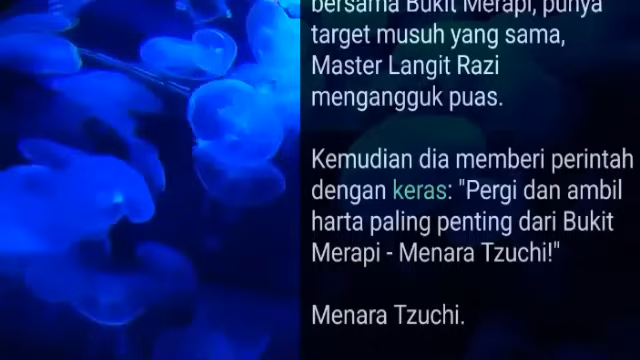 bersama Bukit Merapi, punya
target musuh yang sama,
Master Langit Razi
mengangguk puas.
Kemudian dia memberi perintah
dengan keras: "Pergi dan ambil
harta paling penting dari Bukit
Merapi - Menara Tzuchi!"
Menara Tzuchi.